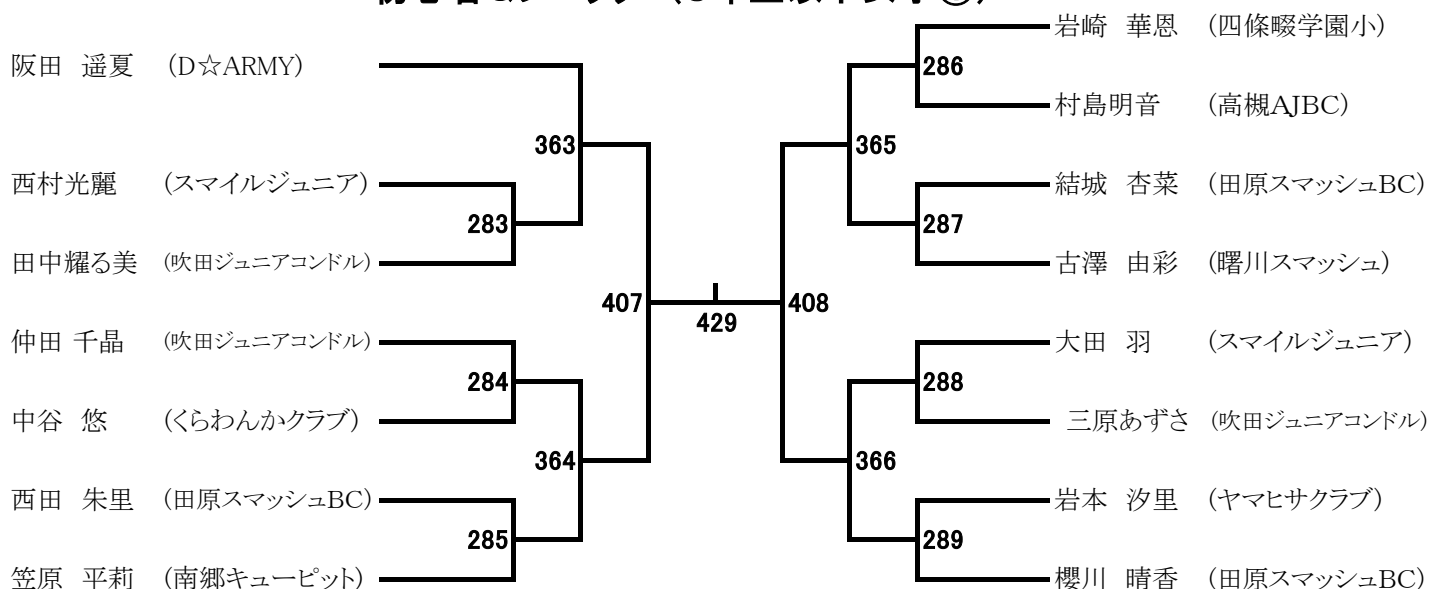 阪田 遥夏 (D☆ARMY)
363
西村光麗 (スマイルジュニア)
283
田中耀る美 (吹田ジュニアコンドル)
407
仲田 千晶 (吹田ジュニアコンドル)
284
中谷 悠 (くらわんかクラブ)
364
西田 朱里 (田原スマッシュBC)
285
笠原 平莉 (南郷キューピット)
429
岩崎 華恩 (四條畷学園小)
286
村島明音 (高槻AJBC)
365
結城 杏菜 (田原スマッシュBC)
287
古澤 由彩 (曙川スマッシュ)
408
大田 羽 (スマイルジュニア)
288
三原あずさ (吹田ジュニアコンドル)
366
岩本 汐里 (ヤマヒサクラブ)
289
櫻川 晴香 (田原スマッシュBC)